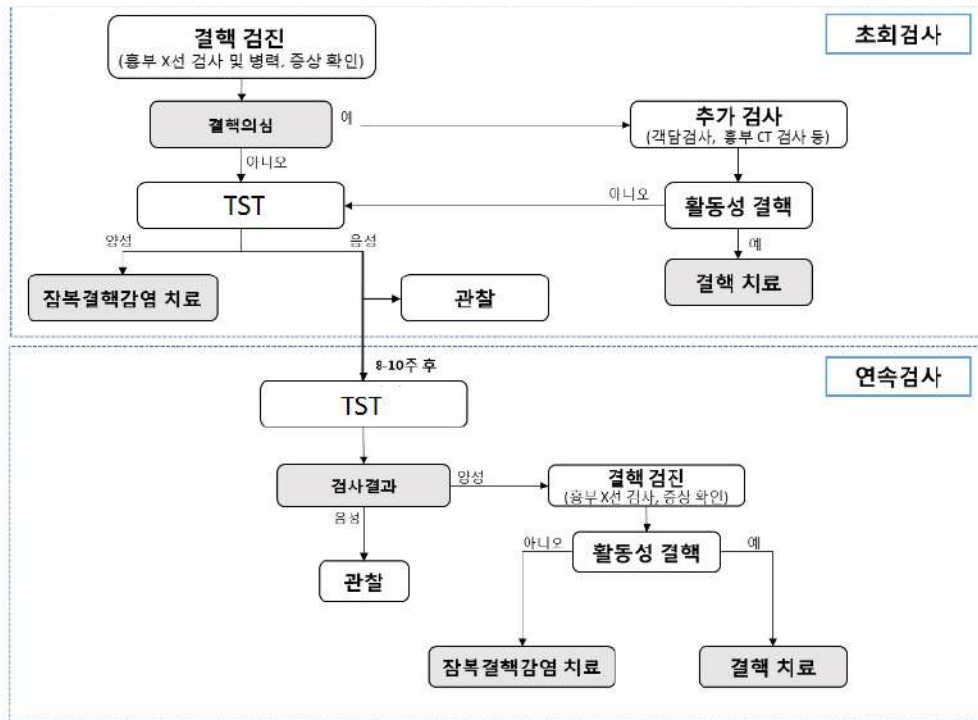 초회검사
결핵 검진
(흉부 X선 검사 및 병력, 증상 확인)
결핵의심
예
추가 검사
(객담검사, 흉부 CT 검사 등)
아니오
TST
아니오
활동성 결핵
양성
음성
예
잠복결핵감염 치료
관찰
결핵 치료
8-10주 후
연속검사
TST
검사결과
양성
결핵 검진
(흉부 X선 검사, 증상 확인)
음성
아니오
활동성 결핵
예
관찰
잠복결핵감염 치료
결핵 치료